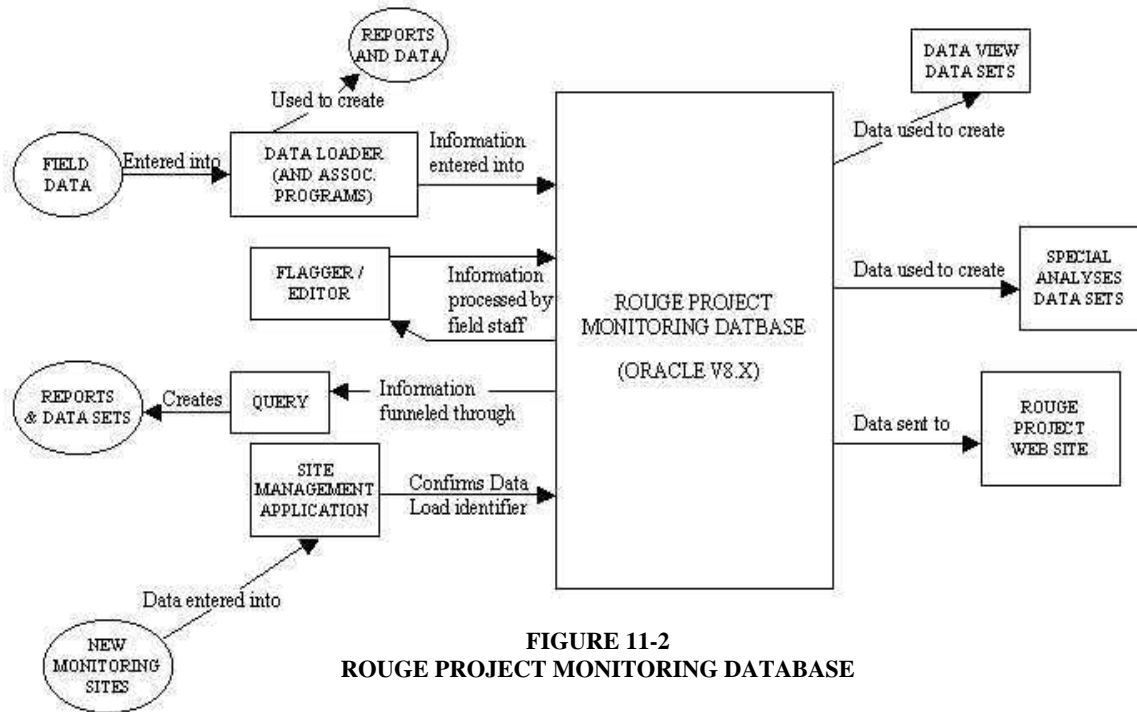 REPORTS
AND DATA
Used to create
FIELD
DATA
Entered into
DATA LOADER
(AND ASSOC.
PROGRAMS)
Information
entered into
FLAGGER /
EDITOR
Information
processed by
field staff
REPORTS
& DATA SETS
Creates
QUERY
Information
funneled through
SITE
MANAGEMENT
APPLICATION
Confirms Data
Load identifier
Data entered into
NEW
MONITORING
SITES
ROUGE PROJECT
MONITORING DATBASE
(ORACLE V8.X)
DATA VIEW
DATA SETS
Data used to create
Data used to create
SPECIAL
ANALYSES
DATA SETS
Data sent to
ROUGE
PROJECT
WEB SITE
FIGURE 11-2
ROUGE PROJECT MONITORING DATABASE